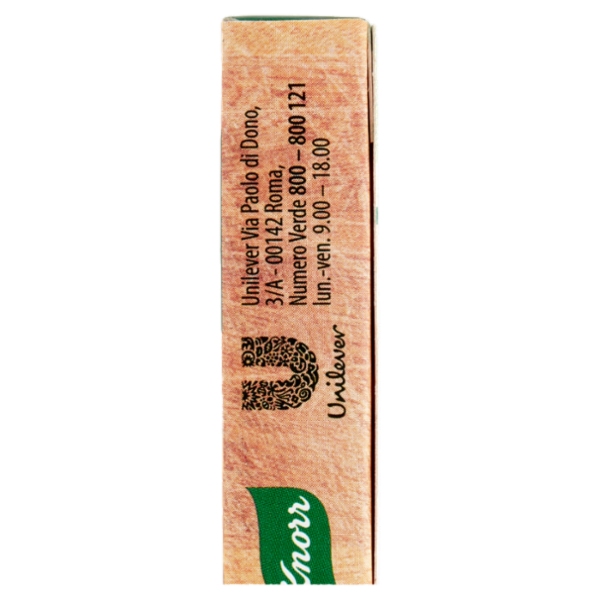 Unilever Via Paolo di Dono,
3/A - 00142 Roma,
Numero Verde 800 – 800 121
lun.-ven. 9.00 – 18.00
Unilever
Knorr